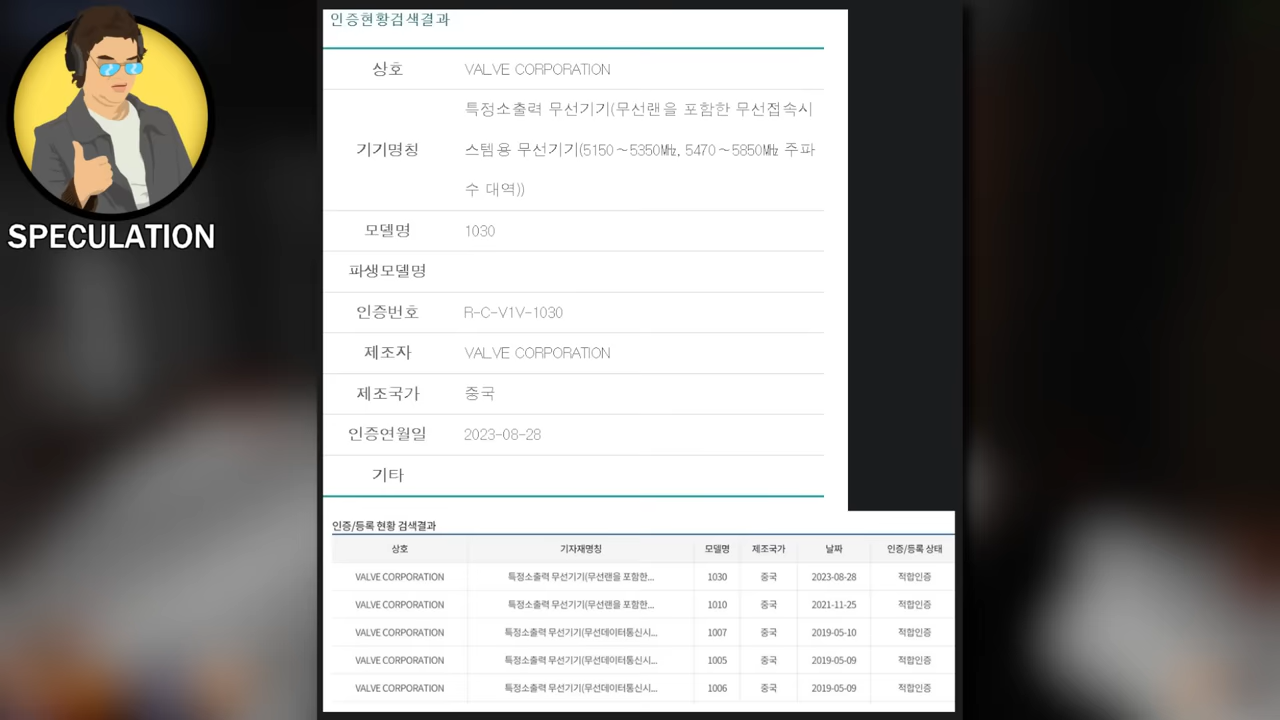 SPECULATION
인증현황검색결과
상호 VALVE CORPORATION
특정소출력 무선기기(무선랜을 포함한 무선접속시
기기명칭 스템용 무선기기(5150～5350㎒, 5470～5850㎒ 주파
수 대역))
모델명 1030
파생모델명
인증번호 R-C-V1V-1030
제조자 VALVE CORPORATION
제조국가 중국
인증연월일 2023-08-28
기타
인증/등록 현황 검색결과
상호 기자재명칭 모델명 제조국가 날짜 인증/등록 상태
VALVE CORPORATION 특정소출력 무선기기(무선랜을 포함한... 1030 중국 2023-08-28 적합인증
VALVE CORPORATION 특정소출력 무선기기(무선랜을 포함한... 1010 중국 2021-11-25 적합인증
VALVE CORPORATION 특정소출력 무선기기(무선데이터통신시... 1007 중국 2019-05-10 적합인증
VALVE CORPORATION 특정소출력 무선기기(무선데이터통신시... 1005 중국 2019-05-09 적합인증
VALVE CORPORATION 특정소출력 무선기기(무선데이터통신시... 1006 중국 2019-05-09 적합인증